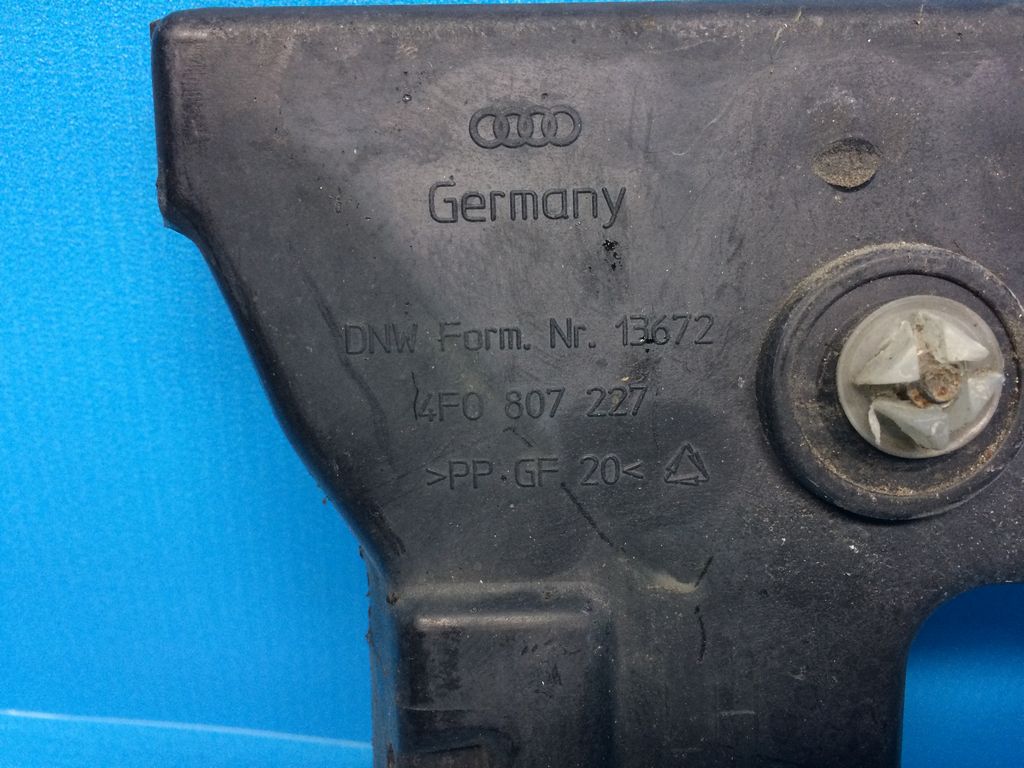 Germany
DNW Form. Nr. 13672
4F0 807 227
>PP.GF 20<